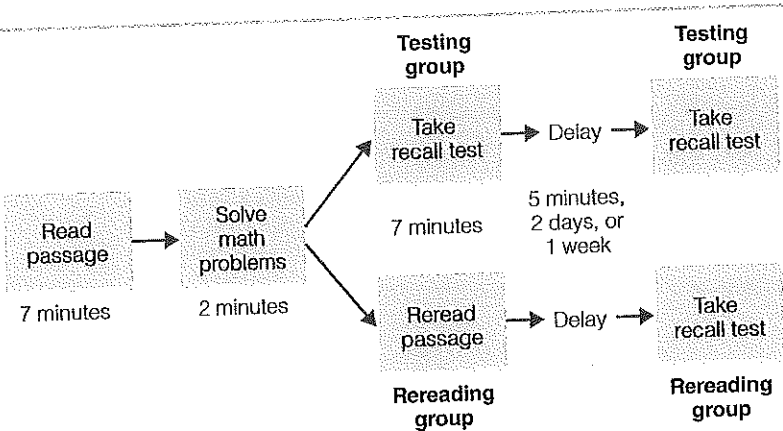 Testing
group
Testing
group
Take
recall test
Delay
Take
recall test
Read
passage
Solve
math
problems
7 minutes
5 minutes,
2 days, or
1 week
7 minutes
2 minutes
Reread
passage
Delay
Take
recall test
Rereading
group
Rereading
group